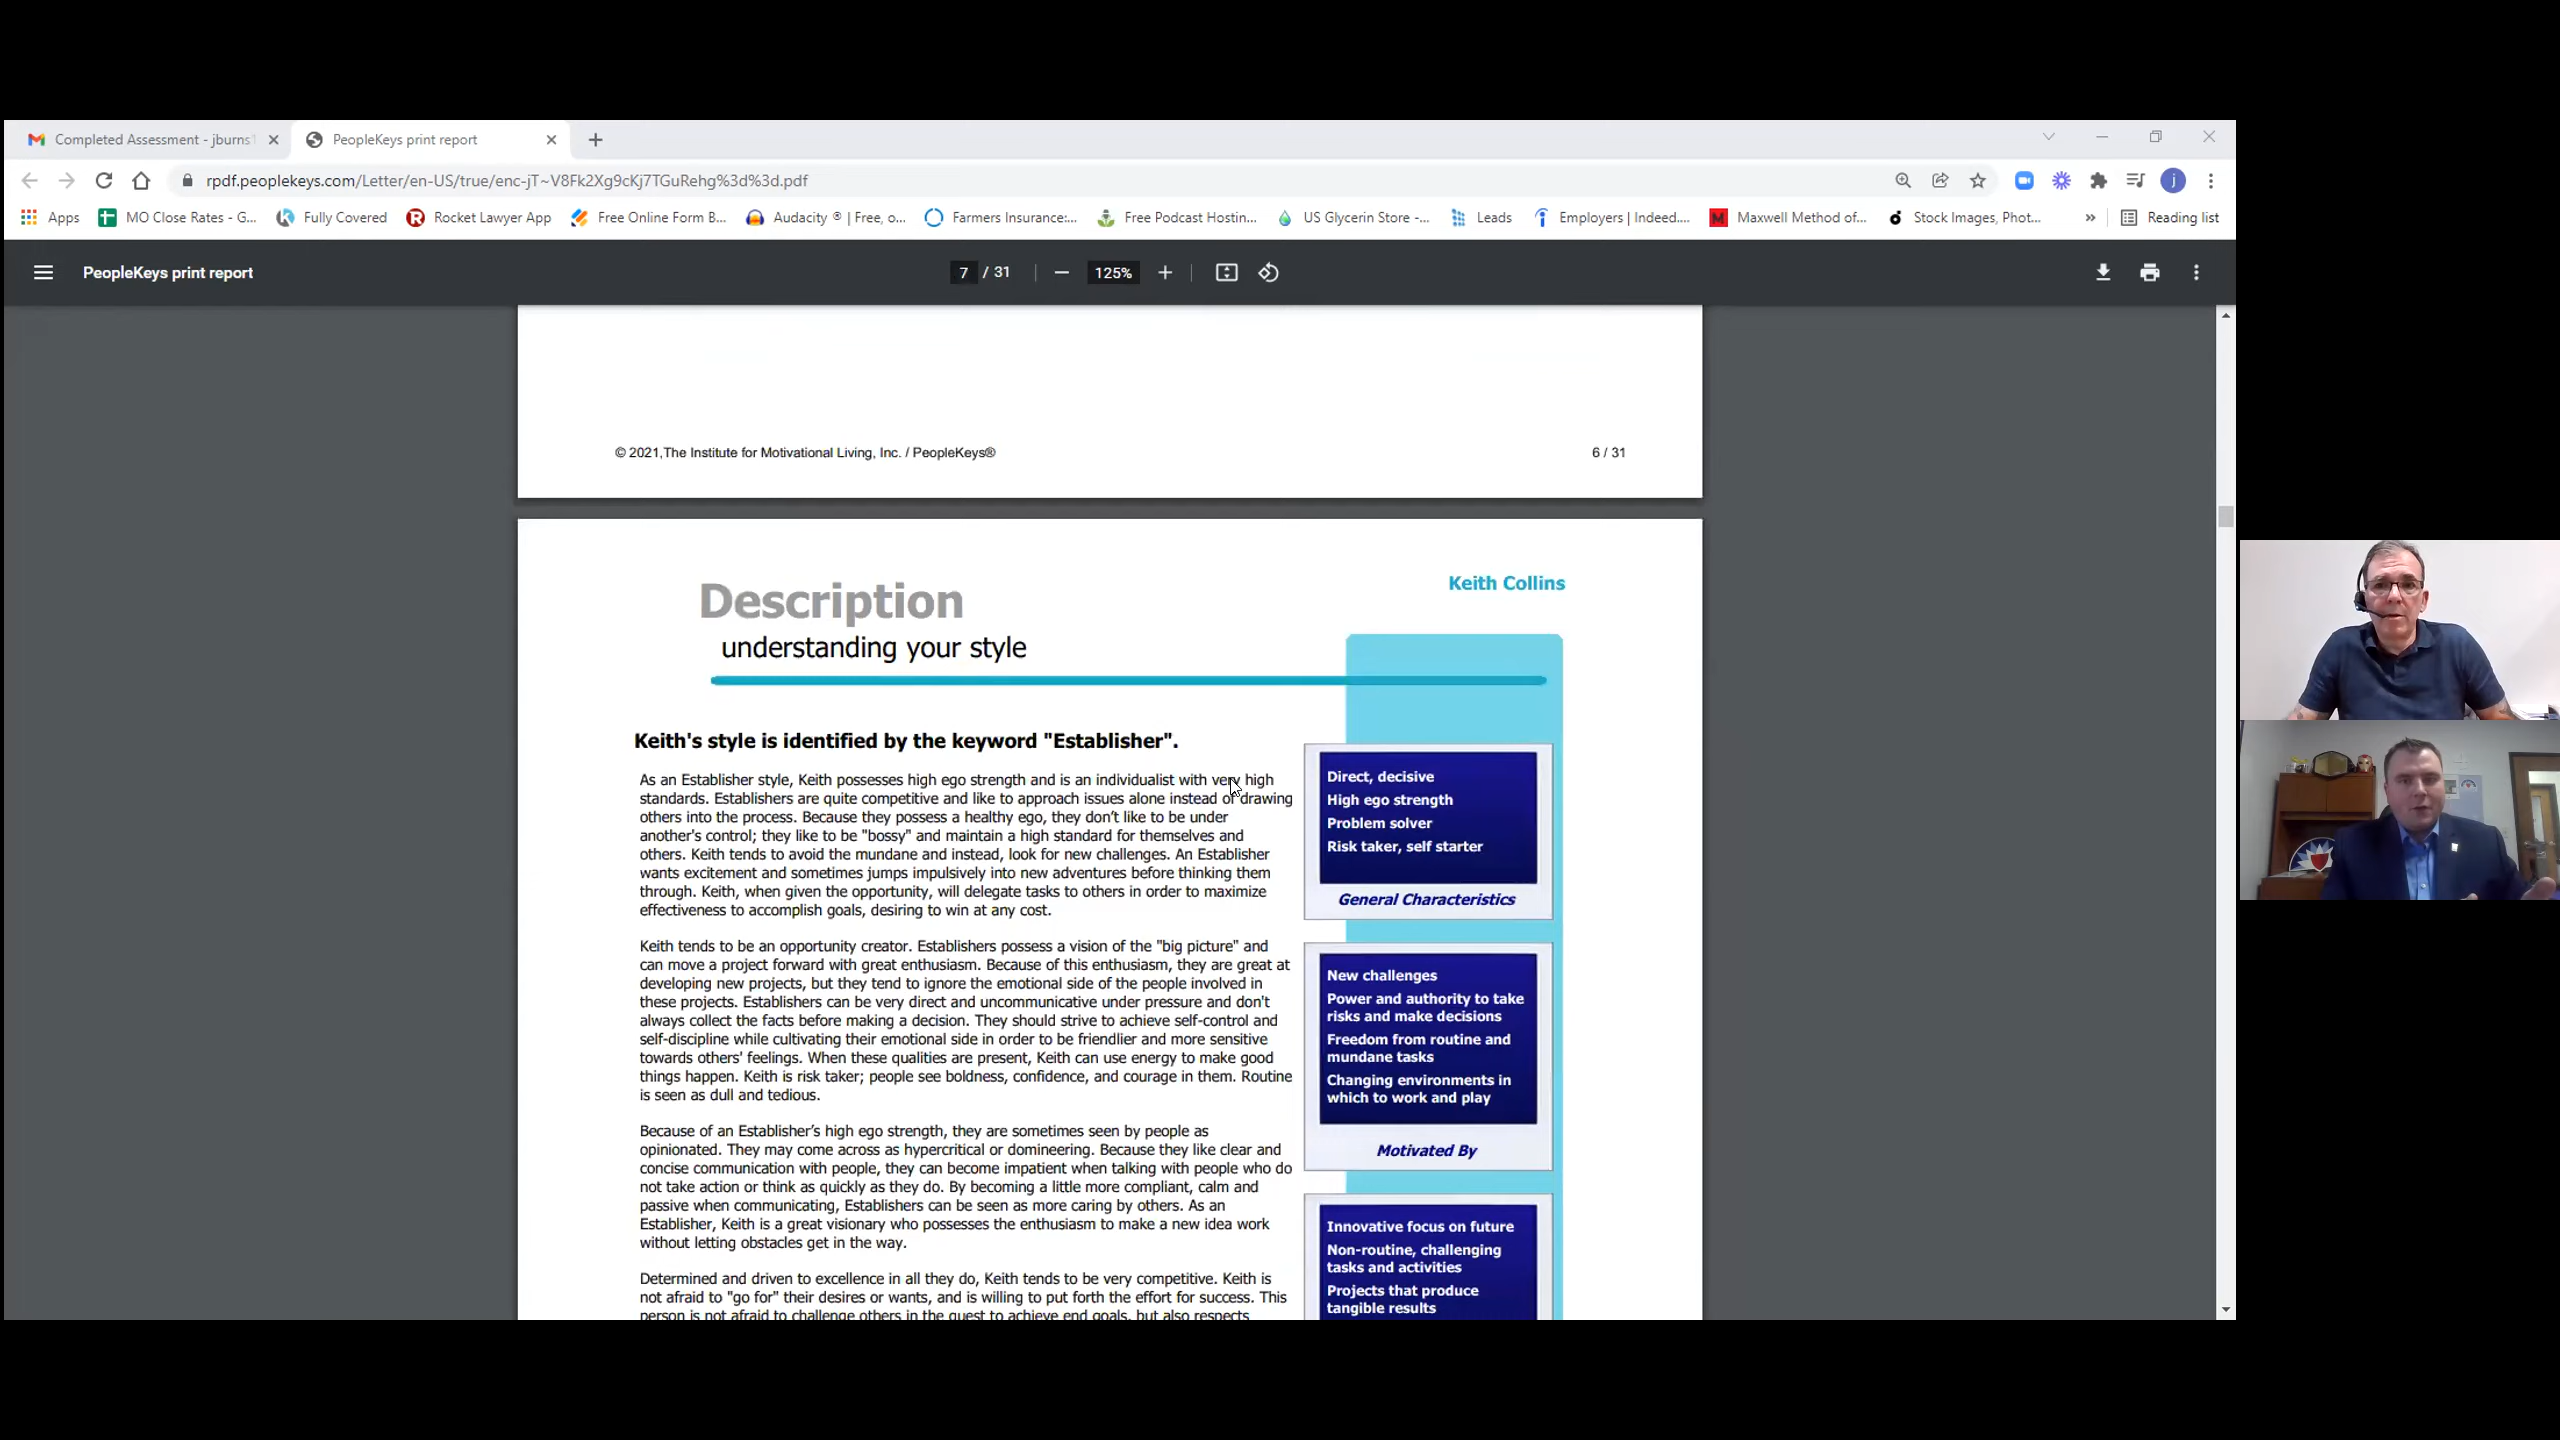 Completed Assessment - jburns1
PeopleKeys print report
rpdf.peoplekeys.com/Letter/en-US/true/enc-jT~V8Fk2Xg9cKj7TGuRehg%3d%3d.pdf
j
Apps
MO Close Rates - G...
Fully Covered
Rocket Lawyer App
Free Online Form B...
Audacity ® | Free, o...
Farmers Insurance:...
Free Podcast Hostin...
US Glycerin Store -...
Leads
Employers | Indeed....
Maxwell Method of...
Stock Images, Phot...
»
Reading list
PeopleKeys print report
7 / 31
125%
© 2021,The Institute for Motivational Living, Inc. / PeopleKeys®
6 / 31
Description
Keith Collins
understanding your style
Keith's style is identified by the keyword "Establisher".
As an Establisher style, Keith possesses high ego strength and is an individualist with very high
standards. Establishers are quite competitive and like to approach issues alone instead of drawing
others into the process. Because they possess a healthy ego, they don’t like to be under
another's control; they like to be "bossy" and maintain a high standard for themselves and
others. Keith tends to avoid the mundane and instead, look for new challenges. An Establisher
wants excitement and sometimes jumps impulsively into new adventures before thinking them
through. Keith, when given the opportunity, will delegate tasks to others in order to maximize
effectiveness to accomplish goals, desiring to win at any cost.
Keith tends to be an opportunity creator. Establishers possess a vision of the "big picture" and
can move a project forward with great enthusiasm. Because of this enthusiasm, they are great at
developing new projects, but they tend to ignore the emotional side of the people involved in
these projects. Establishers can be very direct and uncommunicative under pressure and don't
always collect the facts before making a decision. They should strive to achieve self-control and
self-discipline while cultivating their emotional side in order to be friendlier and more sensitive
towards others' feelings. When these qualities are present, Keith can use energy to make good
things happen. Keith is risk taker; people see boldness, confidence, and courage in them. Routine
is seen as dull and tedious.
Because of an Establisher’s high ego strength, they are sometimes seen by people as
opinionated. They may come across as hypercritical or domineering. Because they like clear and
concise communication with people, they can become impatient when talking with people who do
not take action or think as quickly as they do. By becoming a little more compliant, calm and
passive when communicating, Establishers can be seen as more caring by others. As an
Establisher, Keith is a great visionary who possesses the enthusiasm to make a new idea work
without letting obstacles get in the way.
Determined and driven to excellence in all they do, Keith tends to be very competitive. Keith is
not afraid to "go for" their desires or wants, and is willing to put forth the effort for success. This
person is not afraid to challenge others in the quest to achieve end goals, but also respects
Direct, decisive
High ego strength
Problem solver
Risk taker, self starter
General Characteristics
New challenges
Power and authority to take
risks and make decisions
Freedom from routine and
mundane tasks
Changing environments in
which to work and play
Motivated By
Innovative focus on future
Non-routine, challenging
tasks and activities
Projects that produce
tangible results